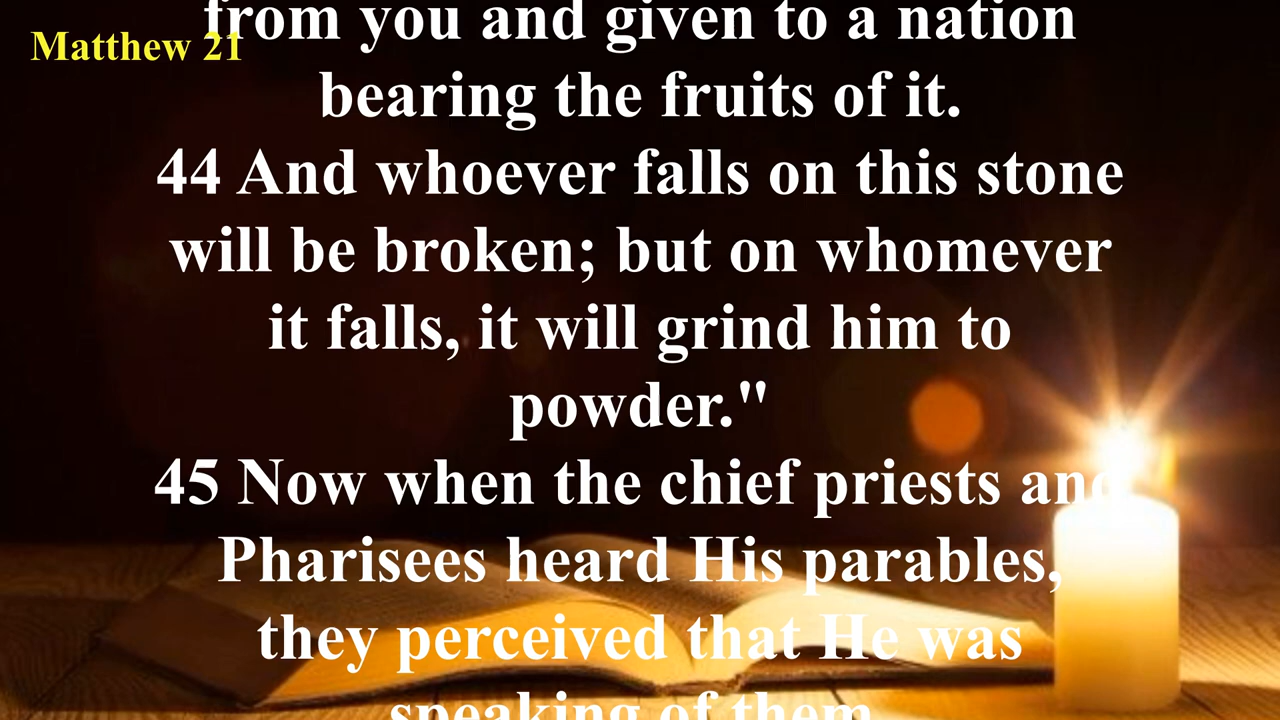 from you and given to a nation
Matthew 21
bearing the fruits of it.
44 And whoever falls on this stone
will be broken; but on whomever
it falls, it will grind him to
powder."
45 Now when the chief priests and
Pharisees heard His parables,
they perceived that He was
speaking of them.